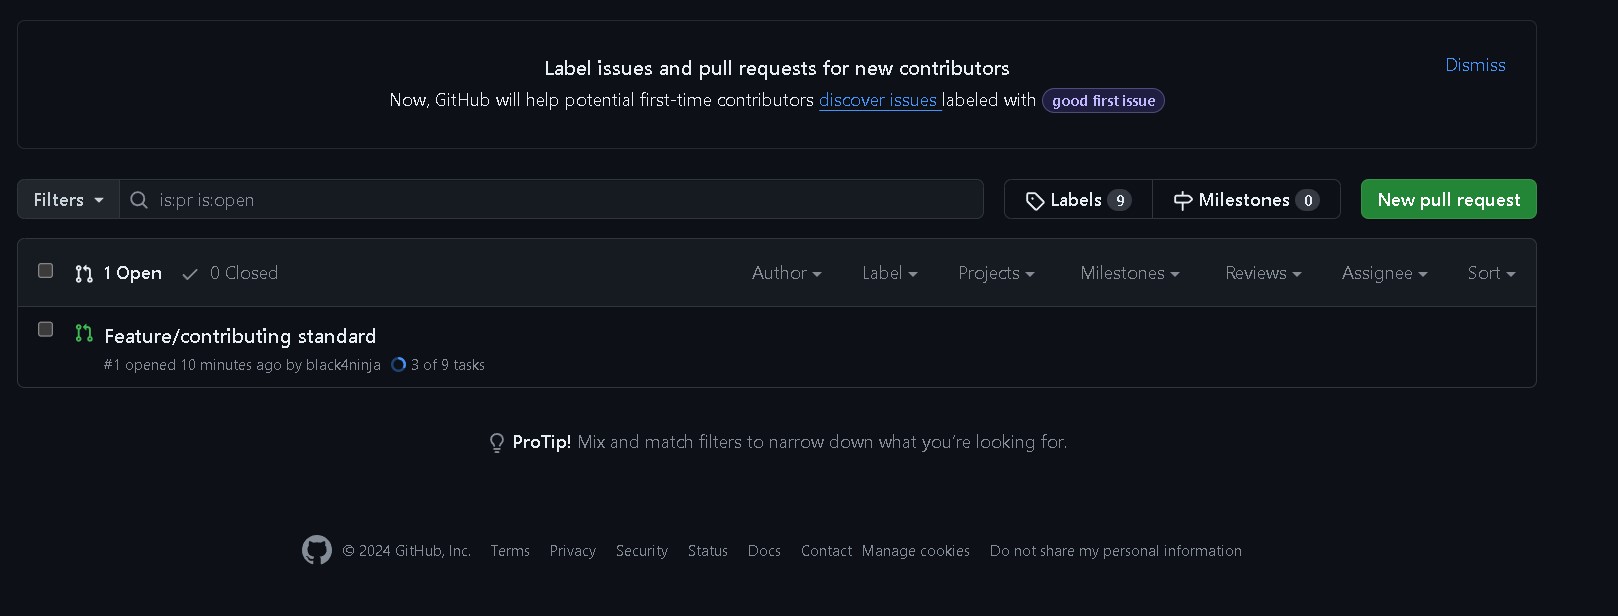 Label issues and pull requests for new contributors
Dismiss
Now, GitHub will help potential first-time contributors discover issues labeled with good first issue
Filters is:pr is:open Labels 9 Milestones 0 New pull request
1 Open 0 Closed Author Label Projects Milestones Reviews Assignee Sort
Feature/contributing standard
#1 opened 10 minutes ago by black4ninja 3 of 9 tasks
ProTip! Mix and match filters to narrow down what you're looking for.
© 2024 GitHub, Inc. Terms Privacy Security Status Docs Contact Manage cookies Do not share my personal information